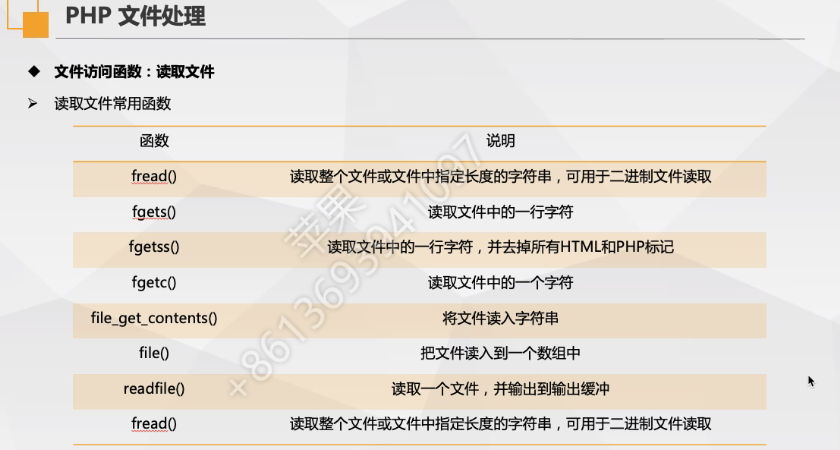 PHP 文件处理
文件访问函数：读取文件
读取文件常用函数
函数 说明
fread() 读取整个文件或文件中指定长度的字符串，可用于二进制文件读取
fgets() 读取文件中的一行字符
fgetss() 读取文件中的一行字符，并去掉所有HTML和PHP标记
fgetc() 读取文件中的一个字符
file_get_contents() 将文件读入字符串
file() 把文件读入到一个数组中
readfile() 读取一个文件，并输出到输出缓冲
fread() 读取整个文件或文件中指定长度的字符串，可用于二进制文件读取
苹果
+8613693941097